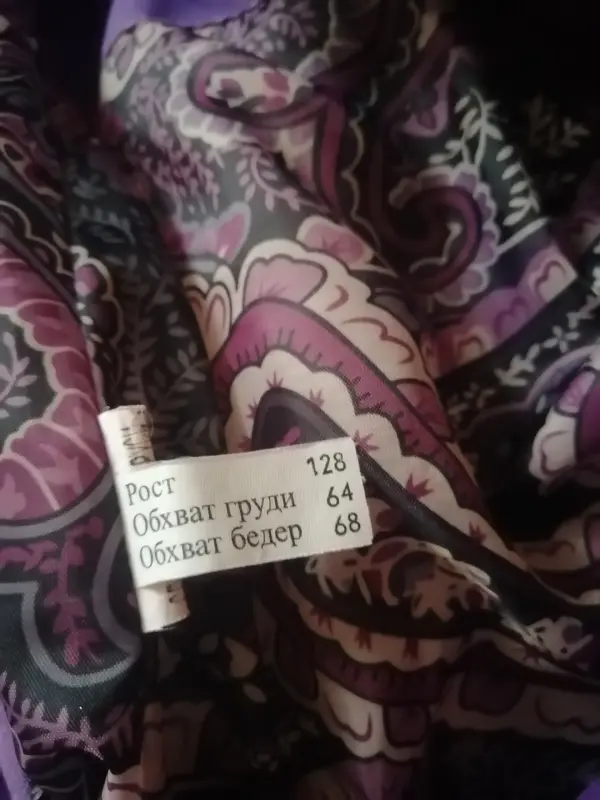 Рост 128
Обхват груди 64
Обхват бедер 68